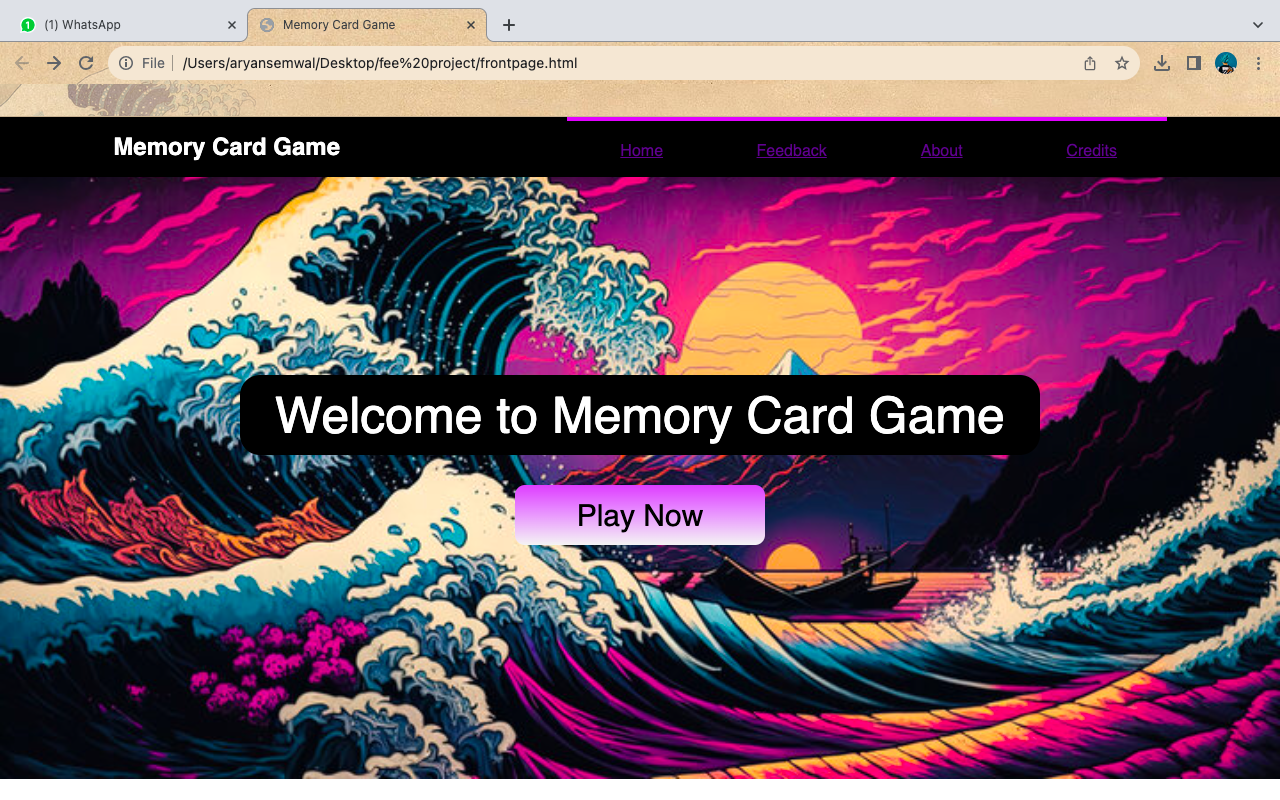 (1) WhatsApp
Memory Card Game
File
/Users/aryansemwal/Desktop/fee%20project/frontpage.html
Memory Card Game
Home
Feedback
About
Credits
Welcome to Memory Card Game
Play Now